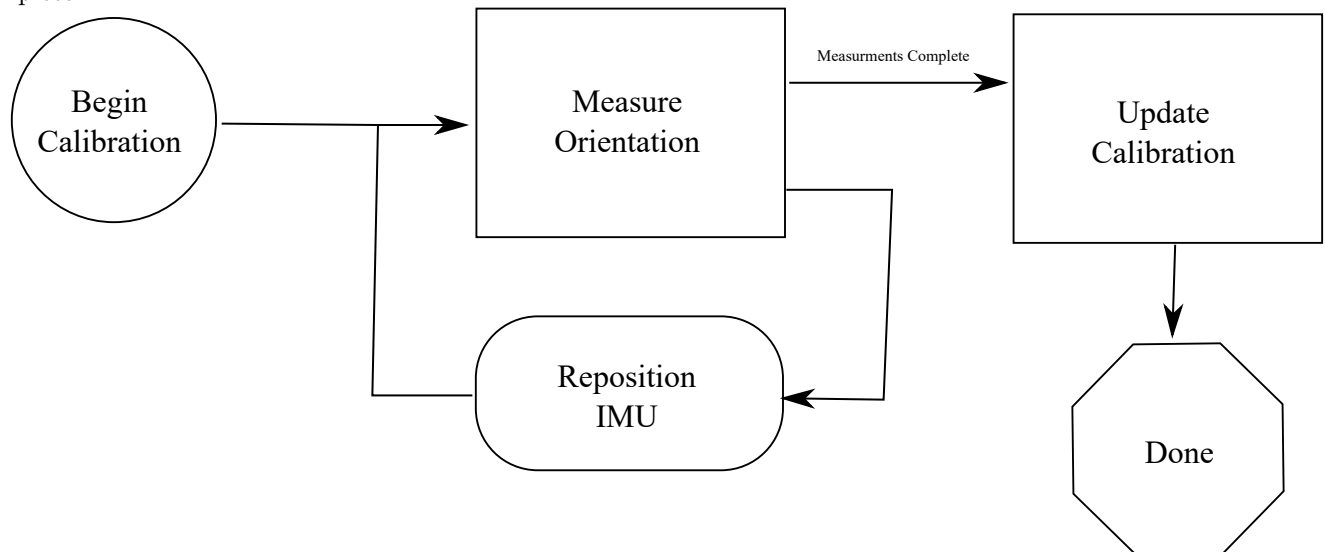 Begin
Calibration
Measure
Orientation
Measurments Complete
Update
Calibration
Reposition
IMU
Done